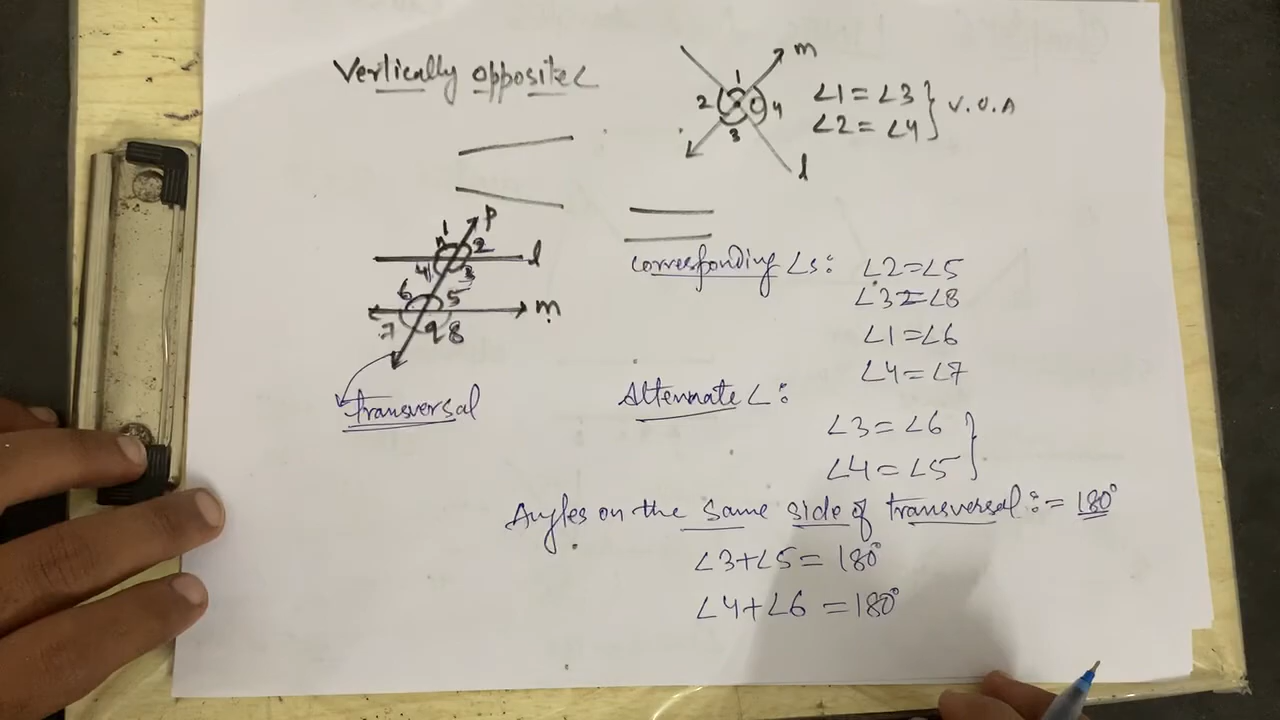 Vertically opposite∠
m
1
2
4
3
l
∠1 = ∠3
∠2 = ∠4
V.O.A
p
1
2
l
4
3
6
5
m
7
98
transversal
Corresponding ∠s: ∠2=∠5
∠3=∠8
∠1=∠6
∠4=∠7
Alternate ∠:
∠3=∠6
∠4=∠5
Angles on the same side of transversal:= 180°
∠3+∠5=180°
∠4+∠6=180°